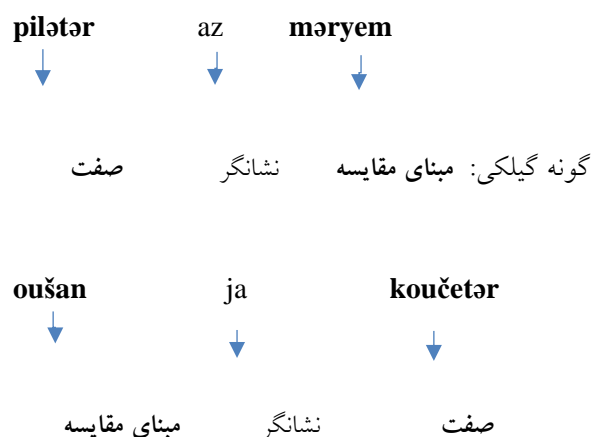 pilətər az məryem
گونه گیلکی: مبنای مقایسه نشانگر صفت
oušan ja koučetər
صفت نشانگر مبنای مقایسه